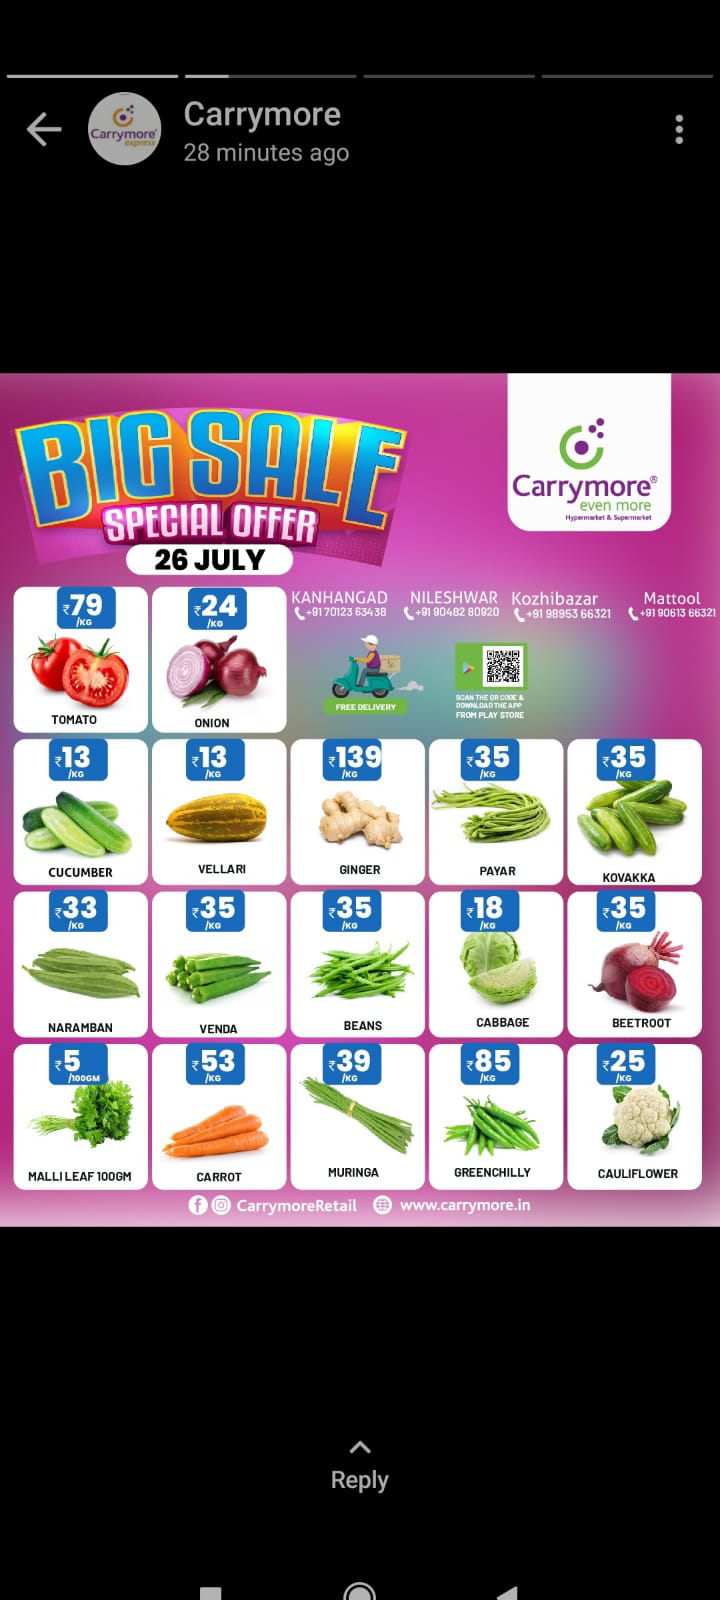 Carrymore
express
Carrymore
28 minutes ago
BIG SALE
SPECIAL OFFER
26 JULY
Carrymore®
even more
Hypermarket & Supermarket
KANHANGAD
+91 70123 63438
NILESHWAR
+91 90482 80920
Kozhibazar
+91 98953 66321
Mattool
+91 90613 66321
FREE DELIVERY
SCAN THE QR CODE &
DOWNLOAD THE APP
FROM PLAY STORE
₹79
/KG
TOMATO
₹24
/KG
ONION
₹13
/KG
CUCUMBER
₹13
/KG
VELLARI
₹139
/KG
GINGER
₹35
/KG
PAYAR
₹35
/KG
KOVAKKA
₹33
/KG
NARAMBAN
₹35
/KG
VENDA
₹35
/KG
BEANS
₹18
/KG
CABBAGE
₹35
/KG
BEETROOT
₹5
/100GM
MALLI LEAF 100GM
₹53
/KG
CARROT
₹39
/KG
MURINGA
₹85
/KG
GREENCHILLY
₹25
/KG
CAULIFLOWER
CarrymoreRetail
www.carrymore.in
Reply